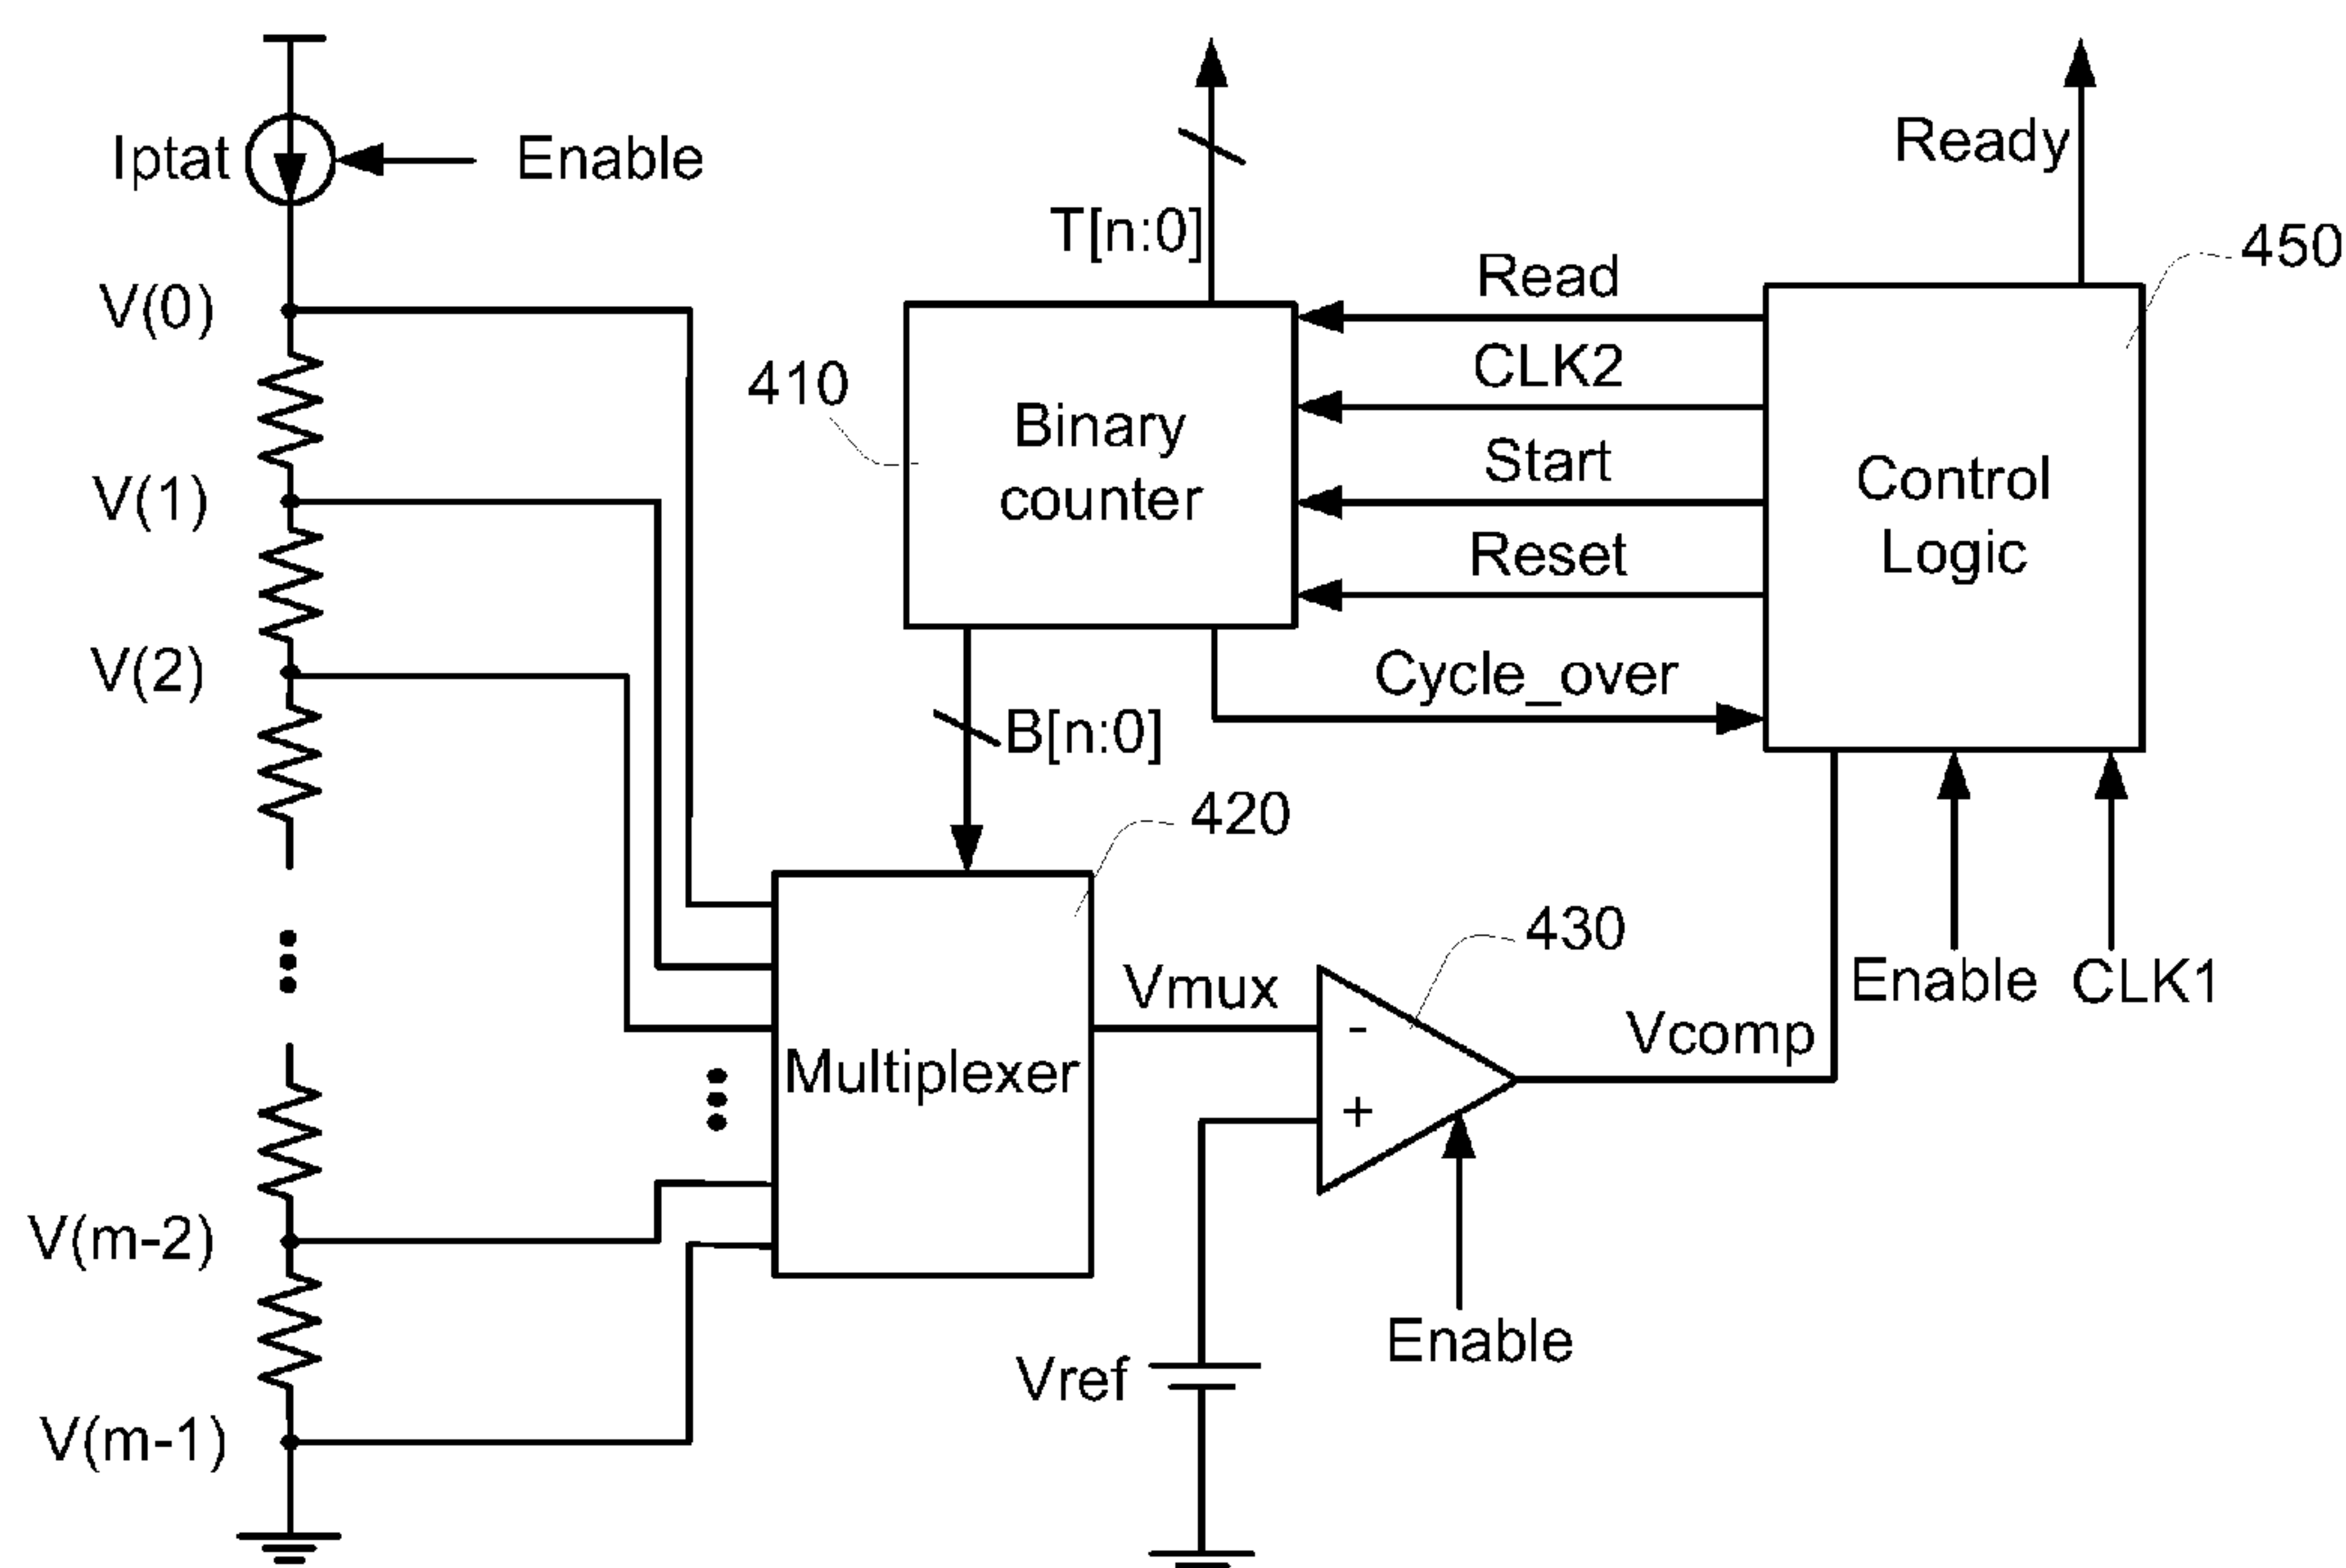 Iptat
Enable
V(0)
V(1)
V(2)
V(m-2)
V(m-1)
T[n:0]
410
Binary
counter
Read
CLK2
Start
Reset
Cycle_over
Ready
450
Control
Logic
B[n:0]
420
Multiplexer
Vmux
430
-
+
Vcomp
Enable
CLK1
Enable
Vref